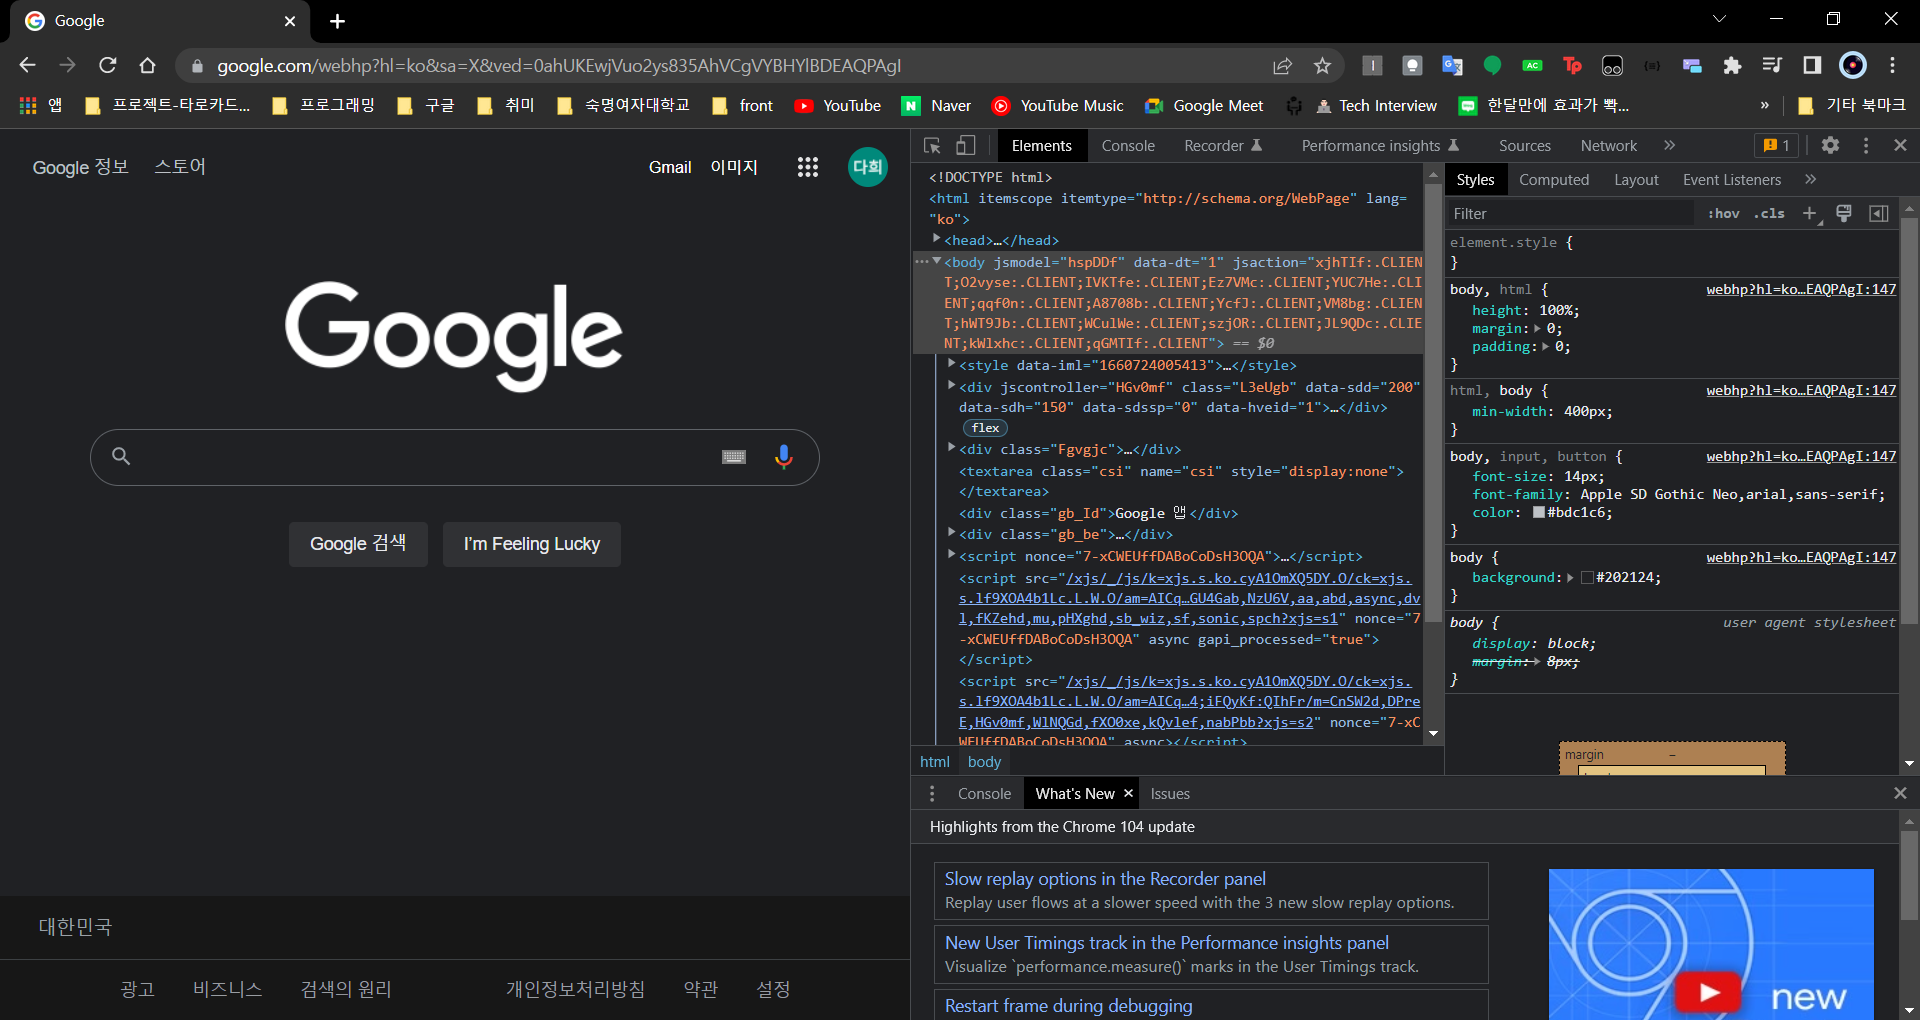 Google
google.com/webhp?hl=ko&sa=X&ved=0ahUKEwjVuo2ys835AhVCgVYBHYlBDEAQPAgI
앱
프로젝트-타로카드...
프로그래밍
구글
취미
숙명여자대학교
front
YouTube
Naver
YouTube Music
Google Meet
Tech Interview
한달만에 효과가 빡...
»
기타 북마크
Google 정보 스토어
Gmail 이미지
다희
Google
Google 검색
I'm Feeling Lucky
대한민국
광고 비즈니스 검색의 원리 개인정보처리방침 약관 설정
Elements Console Recorder Performance insights Sources Network » 1
<!DOCTYPE html>
<html itemscope itemtype="http://schema.org/WebPage" lang=
"ko">
<head>…</head>
<body jsmodel="hspDDf" data-dt="1" jsaction="xjhTIf:.CLIEN
T;O2vyse:.CLIENT;IVKTfe:.CLIENT;Ez7VMc:.CLIENT;YUC7He:.CLI
ENT;qqf0n:.CLIENT;A8708b:.CLIENT;YcfJ:.CLIENT;VM8bg:.CLIEN
T;hWT9Jb:.CLIENT;WCulWe:.CLIENT;szjOR:.CLIENT;JL9QDc:.CLIE
NT;kWlxhc:.CLIENT;qGMTIf:.CLIENT"> == $0
<style data-iml="1660724005413">…</style>
<div jscontroller="HGv0mf" class="L3eUgb" data-sdd="200"
data-sdh="150" data-sdssp="0" data-hveid="1">…</div>
flex
<div class="Fgvgjc">…</div>
<textarea class="csi" name="csi" style="display:none">
</textarea>
<div class="gb_Id">Google 앱</div>
<div class="gb_be">…</div>
<script nonce="7-xCWEUffDABoCoDsH3OQA">…</script>
<script src="/xjs/_/js/k=xjs.s.ko.cyA1OmXQ5DY.O/ck=xjs.
s.lf9XOA4b1Lc.L.W.O/am=AICq…GU4Gab,NzU6V,aa,abd,async,dv
l,fKZehd,mu,pHXghd,sb_wiz,sf,sonic,spch?xjs=s1" nonce="7
-xCWEUffDABoCoDsH3OQA" async gapi_processed="true">
</script>
<script src="/xjs/_/js/k=xjs.s.ko.cyA1OmXQ5DY.O/ck=xjs.
s.lf9XOA4b1Lc.L.W.O/am=AICq…4;iFQyKf:QIhFr/m=CnSW2d,DPre
E,HGv0mf,WlNQGd,fXO0xe,kQvlef,nabPbb?xjs=s2" nonce="7-xC
WEUffDABoCoDsH3OQA" async></script>
html body
Styles Computed Layout Event Listeners »
Filter :hov .cls
element.style {
}
body, html { webhp?hl=ko…EAQPAgI:147
height: 100%;
margin: 0;
padding: 0;
}
html, body { webhp?hl=ko…EAQPAgI:147
min-width: 400px;
}
body, input, button { webhp?hl=ko…EAQPAgI:147
font-size: 14px;
font-family: Apple SD Gothic Neo,arial,sans-serif;
color: #bdc1c6;
}
body { webhp?hl=ko…EAQPAgI:147
background: #202124;
}
body { user agent stylesheet
display: block;
margin: 8px;
}
margin –
Console What's New Issues
Highlights from the Chrome 104 update
Slow replay options in the Recorder panel
Replay user flows at a slower speed with the 3 new slow replay options.
New User Timings track in the Performance insights panel
Visualize `performance.measure()` marks in the User Timings track.
Restart frame during debugging
new